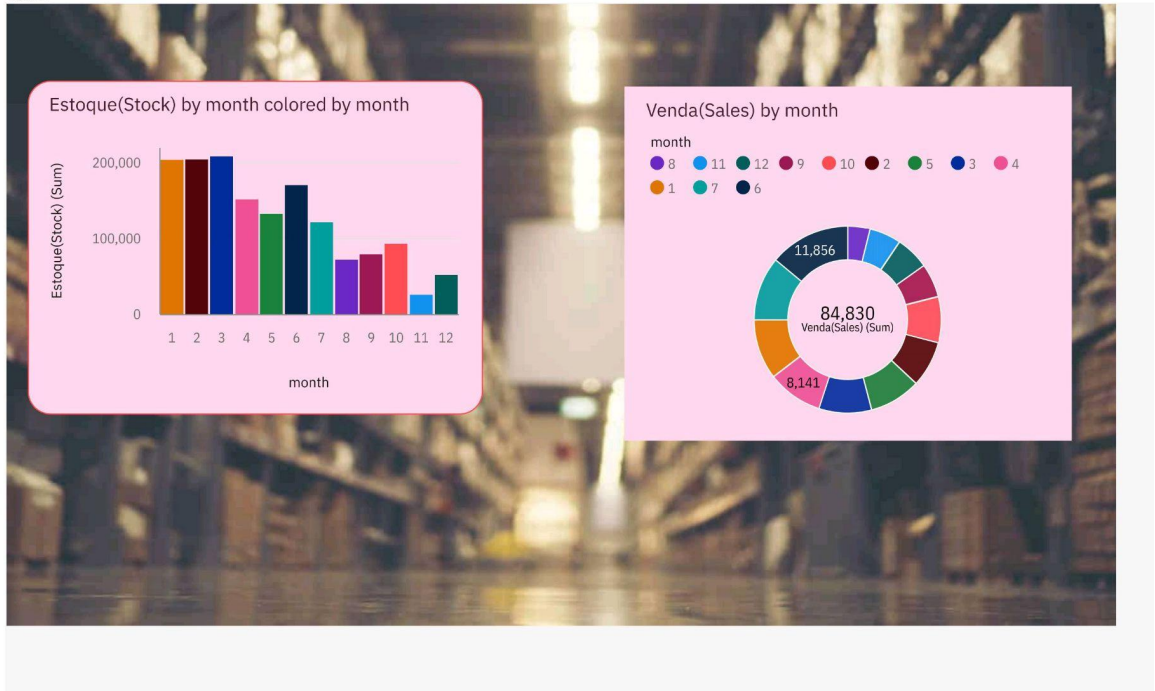 Estoque(Stock) by month colored by month
Estoque(Stock) (Sum)
200,000
100,000
0
1 2 3 4 5 6 7 8 9 10 11 12
month
Venda(Sales) by month
month
8 11 12 9 10 2 5 3 4
1 7 6
11,856
84,830
Venda(Sales) (Sum)
8,141